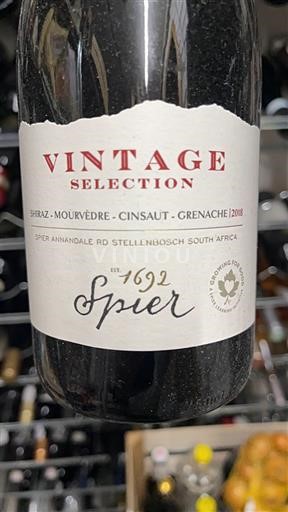 VINTAGE
SELECTION
SHIRAZ - MOURVÈDRE - CINSAUT - GRENACHE | 2018
SPIER ANNANDALE RD STELLLNBOSCH SOUTH AFRICA
VINIOU
EST. 1692
Spier
GROWING FOR GOOD